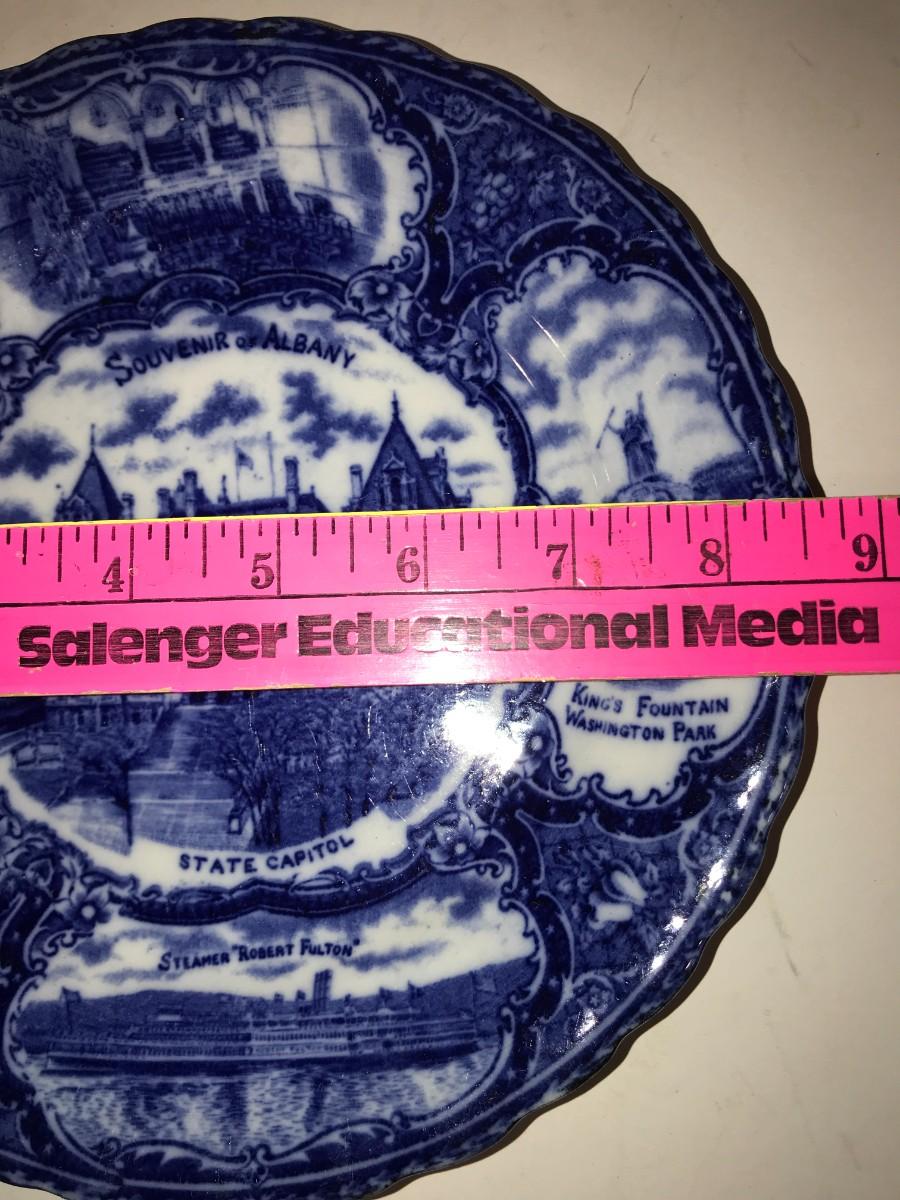 SOUVENIR OF ALBANY
4 5 6 7 8 9
Salenger Educational Media
KING'S FOUNTAIN
WASHINGTON PARK
STATE CAPITOL
STEAMER "ROBERT FULTON"